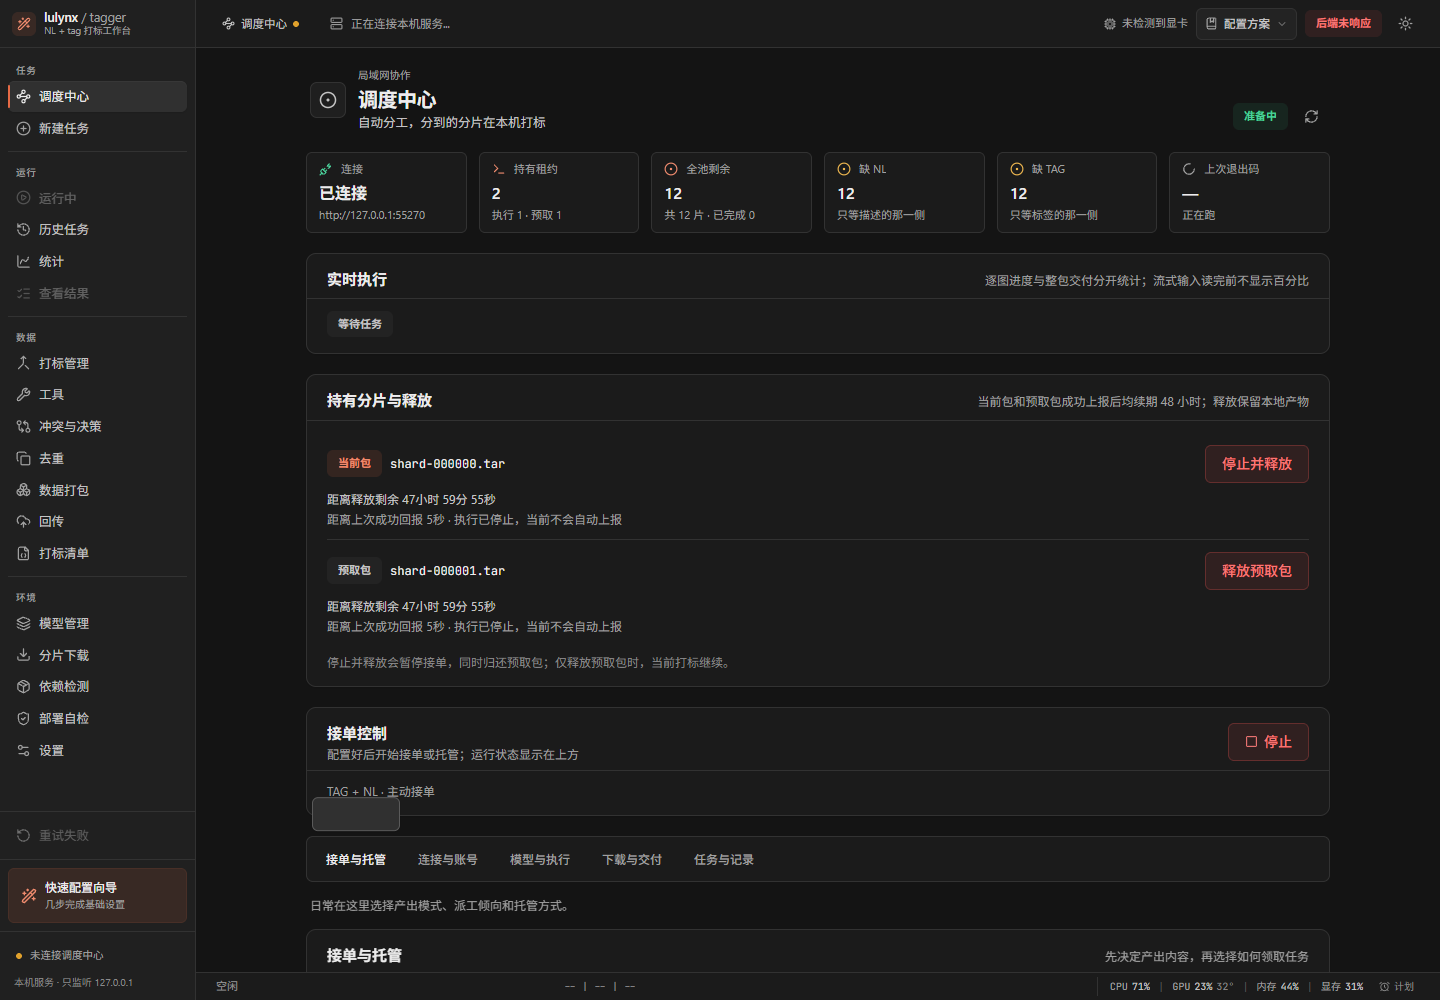 lulynx / tagger
NL + tag 打标工作台
任务
调度中心
新建任务
运行
运行中
历史任务
统计
查看结果
数据
打标管理
工具
冲突与决策
去重
数据打包
回传
打标清单
环境
模型管理
分片下载
依赖检测
部署自检
设置
重试失败
快速配置向导
几步完成基础设置
未连接调度中心
本机服务 · 只监听 127.0.0.1
调度中心
正在连接本机服务...
未检测到显卡
配置方案
后端未响应
局域网协作
调度中心
自动分工，分到的分片在本机打标
准备中
连接
已连接
http://127.0.0.1:55270
持有租约
2
执行 1 · 预取 1
全池剩余
12
共 12 片 · 已完成 0
缺 NL
12
只等描述的那一侧
缺 TAG
12
只等标签的那一侧
上次退出码
—
正在跑
实时执行
逐图进度与整包交付分开统计；流式输入读完前不显示百分比
等待任务
持有分片与释放
当前包和预取包成功上报后均续期 48 小时；释放保留本地产物
当前包 shard-000000.tar
停止并释放
距离释放剩余 47小时 59分 55秒
距离上次成功回报 5秒 · 执行已停止，当前不会自动上报
预取包 shard-000001.tar
释放预取包
距离释放剩余 47小时 59分 55秒
距离上次成功回报 5秒 · 执行已停止，当前不会自动上报
停止并释放会暂停接单，同时归还预取包；仅释放预取包时，当前打标继续。
接单控制
配置好后开始接单或托管；运行状态显示在上方
停止
TAG + NL · 主动接单
接单与托管 连接与账号 模型与执行 下载与交付 任务与记录
日常在这里选择产出模式、派工倾向和托管方式。
接单与托管
先决定产出内容，再选择如何领取任务
空闲
-- | -- | --
CPU 71% | GPU 23% 32° | 内存 44% | 显存 31% 计划